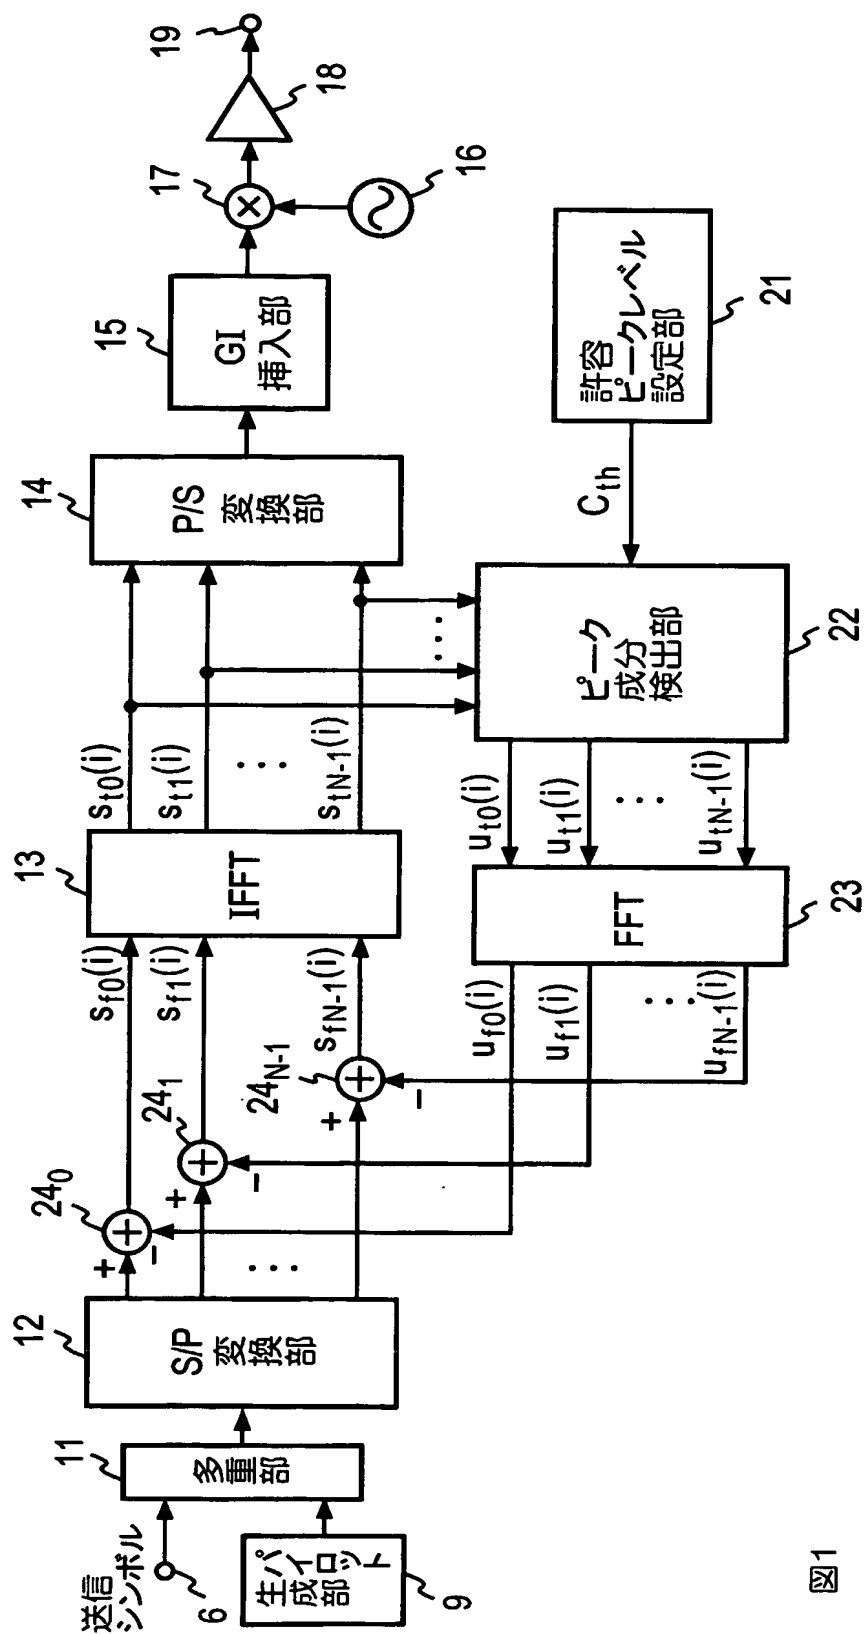 送信
シンボル
6
パイロット
生成部
9
11
多重部
12
S/P
変換部
24₀
+
−
24₁
+
−
24N-1
+
−
sf0(i)
sf1(i)
sfN-1(i)
13
IFFT
st0(i)
st1(i)
stN-1(i)
14
P/S
変換部
15
GI
挿入部
17
16
18
19
uf0(i)
uf1(i)
ufN-1(i)
FFT
23
ut0(i)
ut1(i)
utN-1(i)
ピーク
成分
検出部
22
Cth
許容
ピークレベル
設定部
21
図1